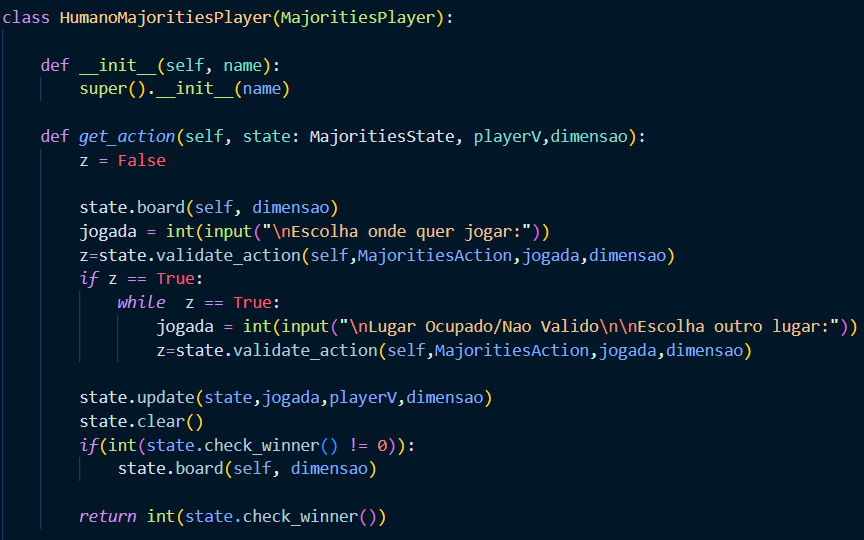 class HumanoMajoritiesPlayer(MajoritiesPlayer):
    def __init__(self, name):
        super().__init__(name)
    def get_action(self, state: MajoritiesState, playerV,dimensao):
        z = False
        state.board(self, dimensao)
        jogada = int(input("\nEscolha onde quer jogar:"))
        z=state.validate_action(self,MajoritiesAction,jogada,dimensao)
        if z == True:
            while  z == True:
                jogada = int(input("\nLugar Ocupado/Nao Valido\n\nEscolha outro lugar:"))
                z=state.validate_action(self,MajoritiesAction,jogada,dimensao)
        state.update(state,jogada,playerV,dimensao)
        state.clear()
        if(int(state.check_winner() != 0)):
            state.board(self, dimensao)
        return int(state.check_winner())